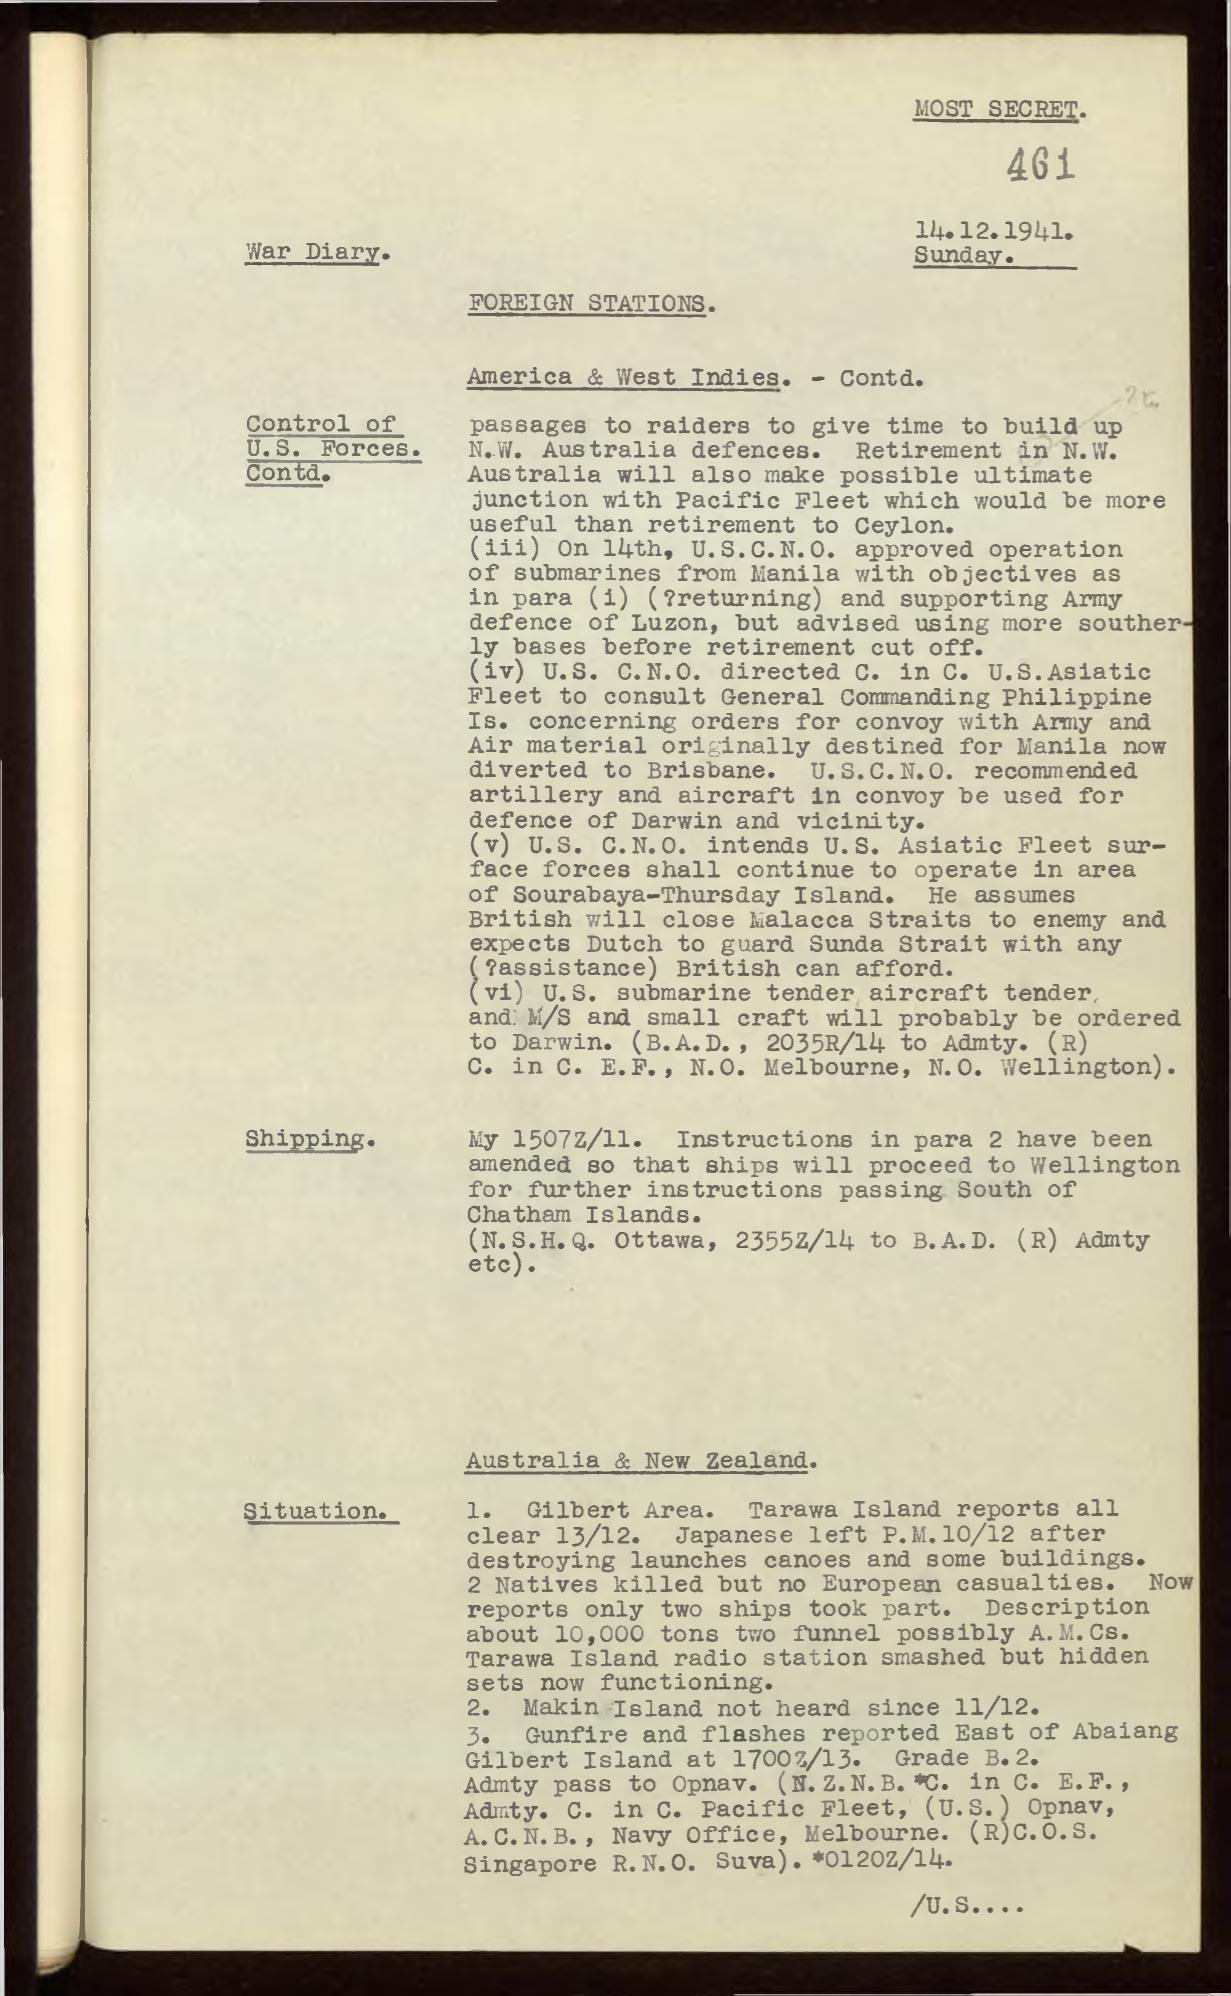 MOST SECRET.
461
14.12.1941.
War Diary.
Sunday.
FOREIGN STATIONS.
America & West Indies. - Contd.
Control of
U.S. Forces.
Contd.
passages to raiders to give time to build up
N.W. Australia defences. Retirement in N.W.
Australia will also make possible ultimate
junction with Pacific Fleet which would be more
useful than retirement to Ceylon.
(iii) On 14th, U.S.C.N.O. approved operation
of submarines from Manila with objectives as
in para (i) (?returning) and supporting Army
defence of Luzon, but advised using more souther-
ly bases before retirement cut off.
(iv) U.S. C.N.O. directed C. in C. U.S.Asiatic
Fleet to consult General Commanding Philippine
Is. concerning orders for convoy with Army and
Air material originally destined for Manila now
diverted to Brisbane. U.S.C.N.O. recommended
artillery and aircraft in convoy be used for
defence of Darwin and vicinity.
(v) U.S. C.N.O. intends U.S. Asiatic Fleet sur-
face forces shall continue to operate in area
of Sourabaya-Thursday Island. He assumes
British will close Malacca Straits to enemy and
expects Dutch to guard Sunda Strait with any
(?assistance) British can afford.
(vi) U.S. submarine tender, aircraft tender,
and M/S and small craft will probably be ordered
to Darwin. (B.A.D., 2035R/14 to Admty. (R)
C. in C. E.F., N.O. Melbourne, N.O. Wellington).
Shipping.
My 1507Z/11. Instructions in para 2 have been
amended so that ships will proceed to Wellington
for further instructions passing South of
Chatham Islands.
(N.S.H.Q. Ottawa, 2355Z/14 to B.A.D. (R) Admty
etc).
Australia & New Zealand.
Situation.
1. Gilbert Area. Tarawa Island reports all
clear 13/12. Japanese left P.M.10/12 after
destroying launches canoes and some buildings.
2 Natives killed but no European casualties. Now
reports only two ships took part. Description
about 10,000 tons two funnel possibly A.M.Cs.
Tarawa Island radio station smashed but hidden
sets now functioning.
2. Makin Island not heard since 11/12.
3. Gunfire and flashes reported East of Abaiang
Gilbert Island at 1700Z/13. Grade B.2.
Admty pass to Opnav. (N.Z.N.B.*C. in C. E.F.,
Admty. C. in C. Pacific Fleet, (U.S.) Opnav,
A.C.N.B., Navy Office, Melbourne. (R)C.O.S.
Singapore R.N.O. Suva). *0120Z/14.
/U.S....